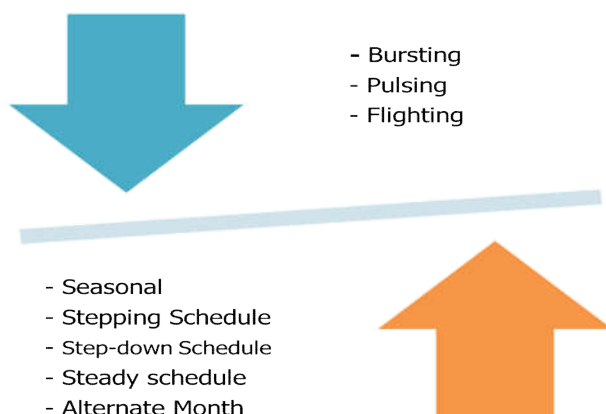 - Bursting
- Pulsing
- Flighting
- Seasonal
- Stepping Schedule
- Step-down Schedule
- Steady schedule
- Alternate Month